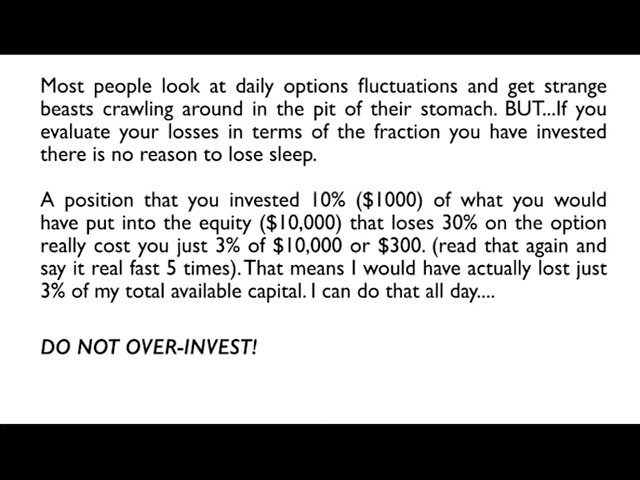 Most people look at daily options fluctuations and get strange
beasts crawling around in the pit of their stomach. BUT...If you
evaluate your losses in terms of the fraction you have invested
there is no reason to lose sleep.
A position that you invested 10% ($1000) of what you would
have put into the equity ($10,000) that loses 30% on the option
really cost you just 3% of $10,000 or $300. (read that again and
say it real fast 5 times). That means I would have actually lost just
3% of my total available capital. I can do that all day....
DO NOT OVER-INVEST!